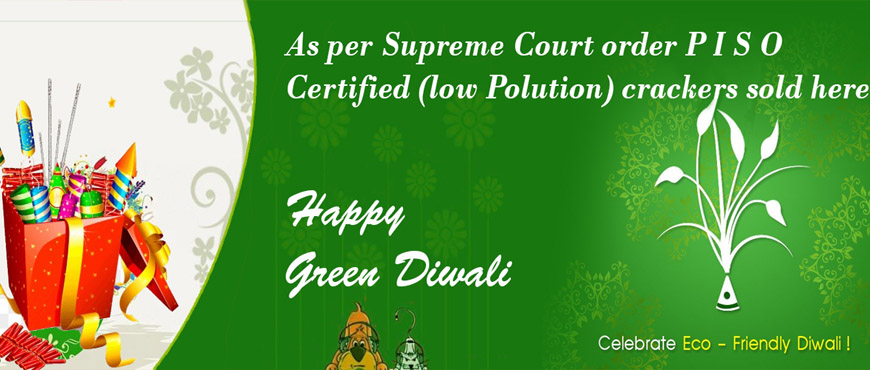 As per Supreme Court order P I S O
Certified (low Polution) crackers sold here
Happy
Green Diwali
Celebrate Eco - Friendly Diwali !